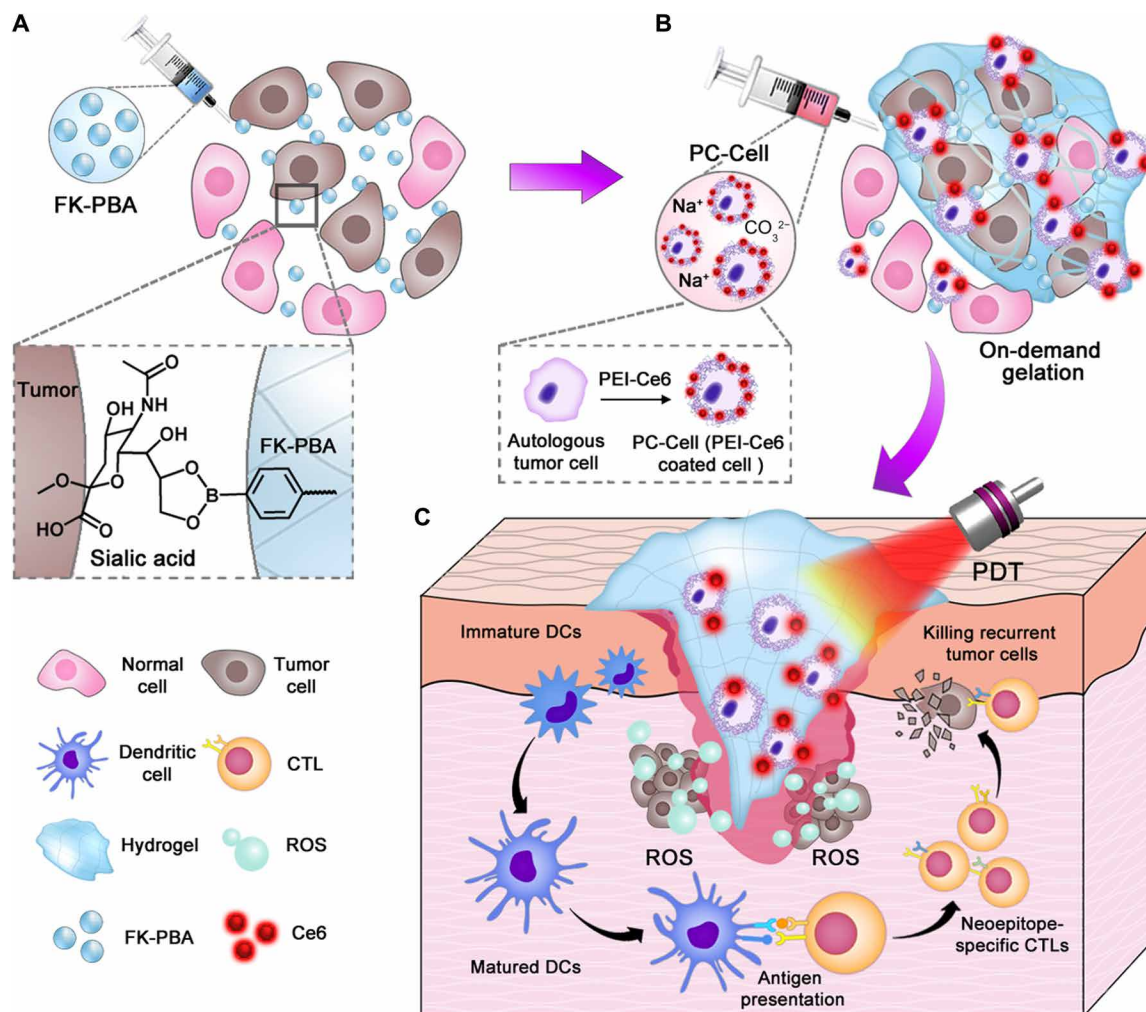 A
FK-PBA
Tumor
O
O
NH
OH
OH
FK-PBA
O
O
O
B
O
HO
O
Sialic acid
B
PC-Cell
Na⁺
CO₃²⁻
Na⁺
PEI-Ce6
Autologous
tumor cell
PC-Cell (PEI-Ce6
coated cell )
On-demand
gelation
Normal
cell
Tumor
cell
Dendritic
cell
CTL
Hydrogel
ROS
FK-PBA
Ce6
C
PDT
Immature DCs
Killing recurrent
tumor cells
ROS
ROS
Matured DCs
Antigen
presentation
Neoepitope-
specific CTLs